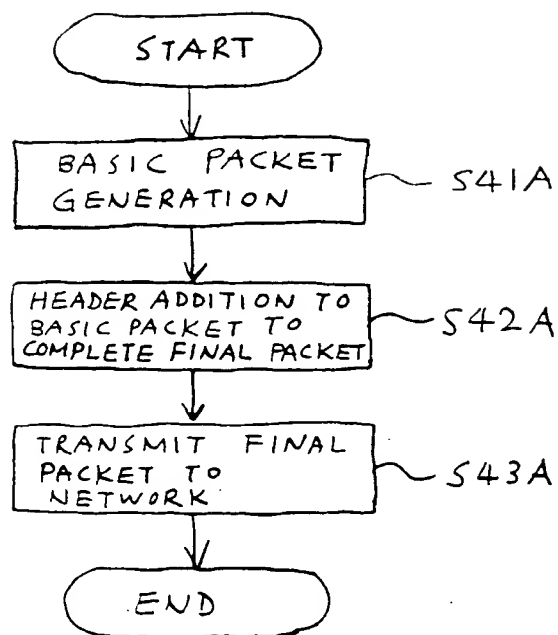 START
BASIC PACKET
GENERATION
S41A
HEADER ADDITION TO
BASIC PACKET TO
COMPLETE FINAL PACKET
S42A
TRANSMIT FINAL
PACKET TO
NETWORK
S43A
END